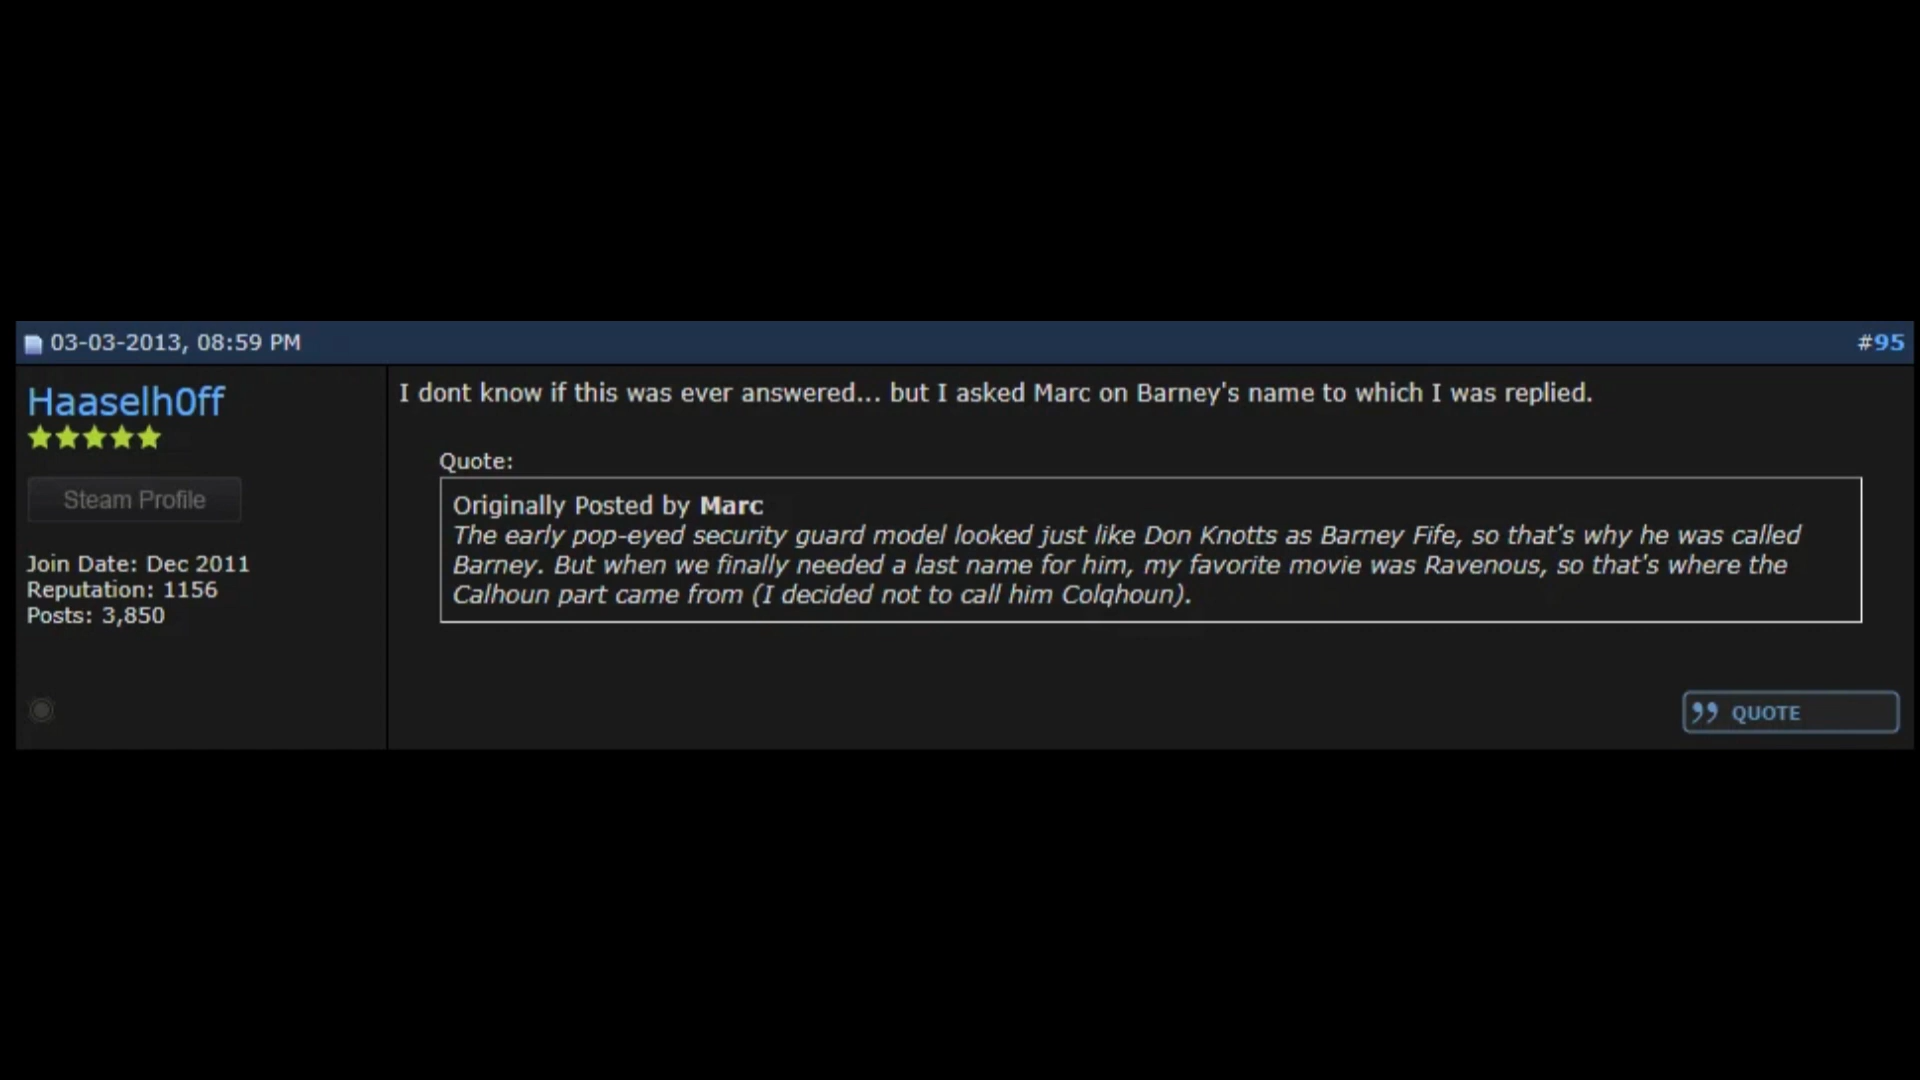 03-03-2013, 08:59 PM
#95
Haaselh0ff
Steam Profile
Join Date: Dec 2011
Reputation: 1156
Posts: 3,850
I dont know if this was ever answered... but I asked Marc on Barney's name to which I was replied.
Quote:
Originally Posted by Marc
The early pop-eyed security guard model looked just like Don Knotts as Barney Fife, so that's why he was called
Barney. But when we finally needed a last name for him, my favorite movie was Ravenous, so that's where the
Calhoun part came from (I decided not to call him Colqhoun).
QUOTE